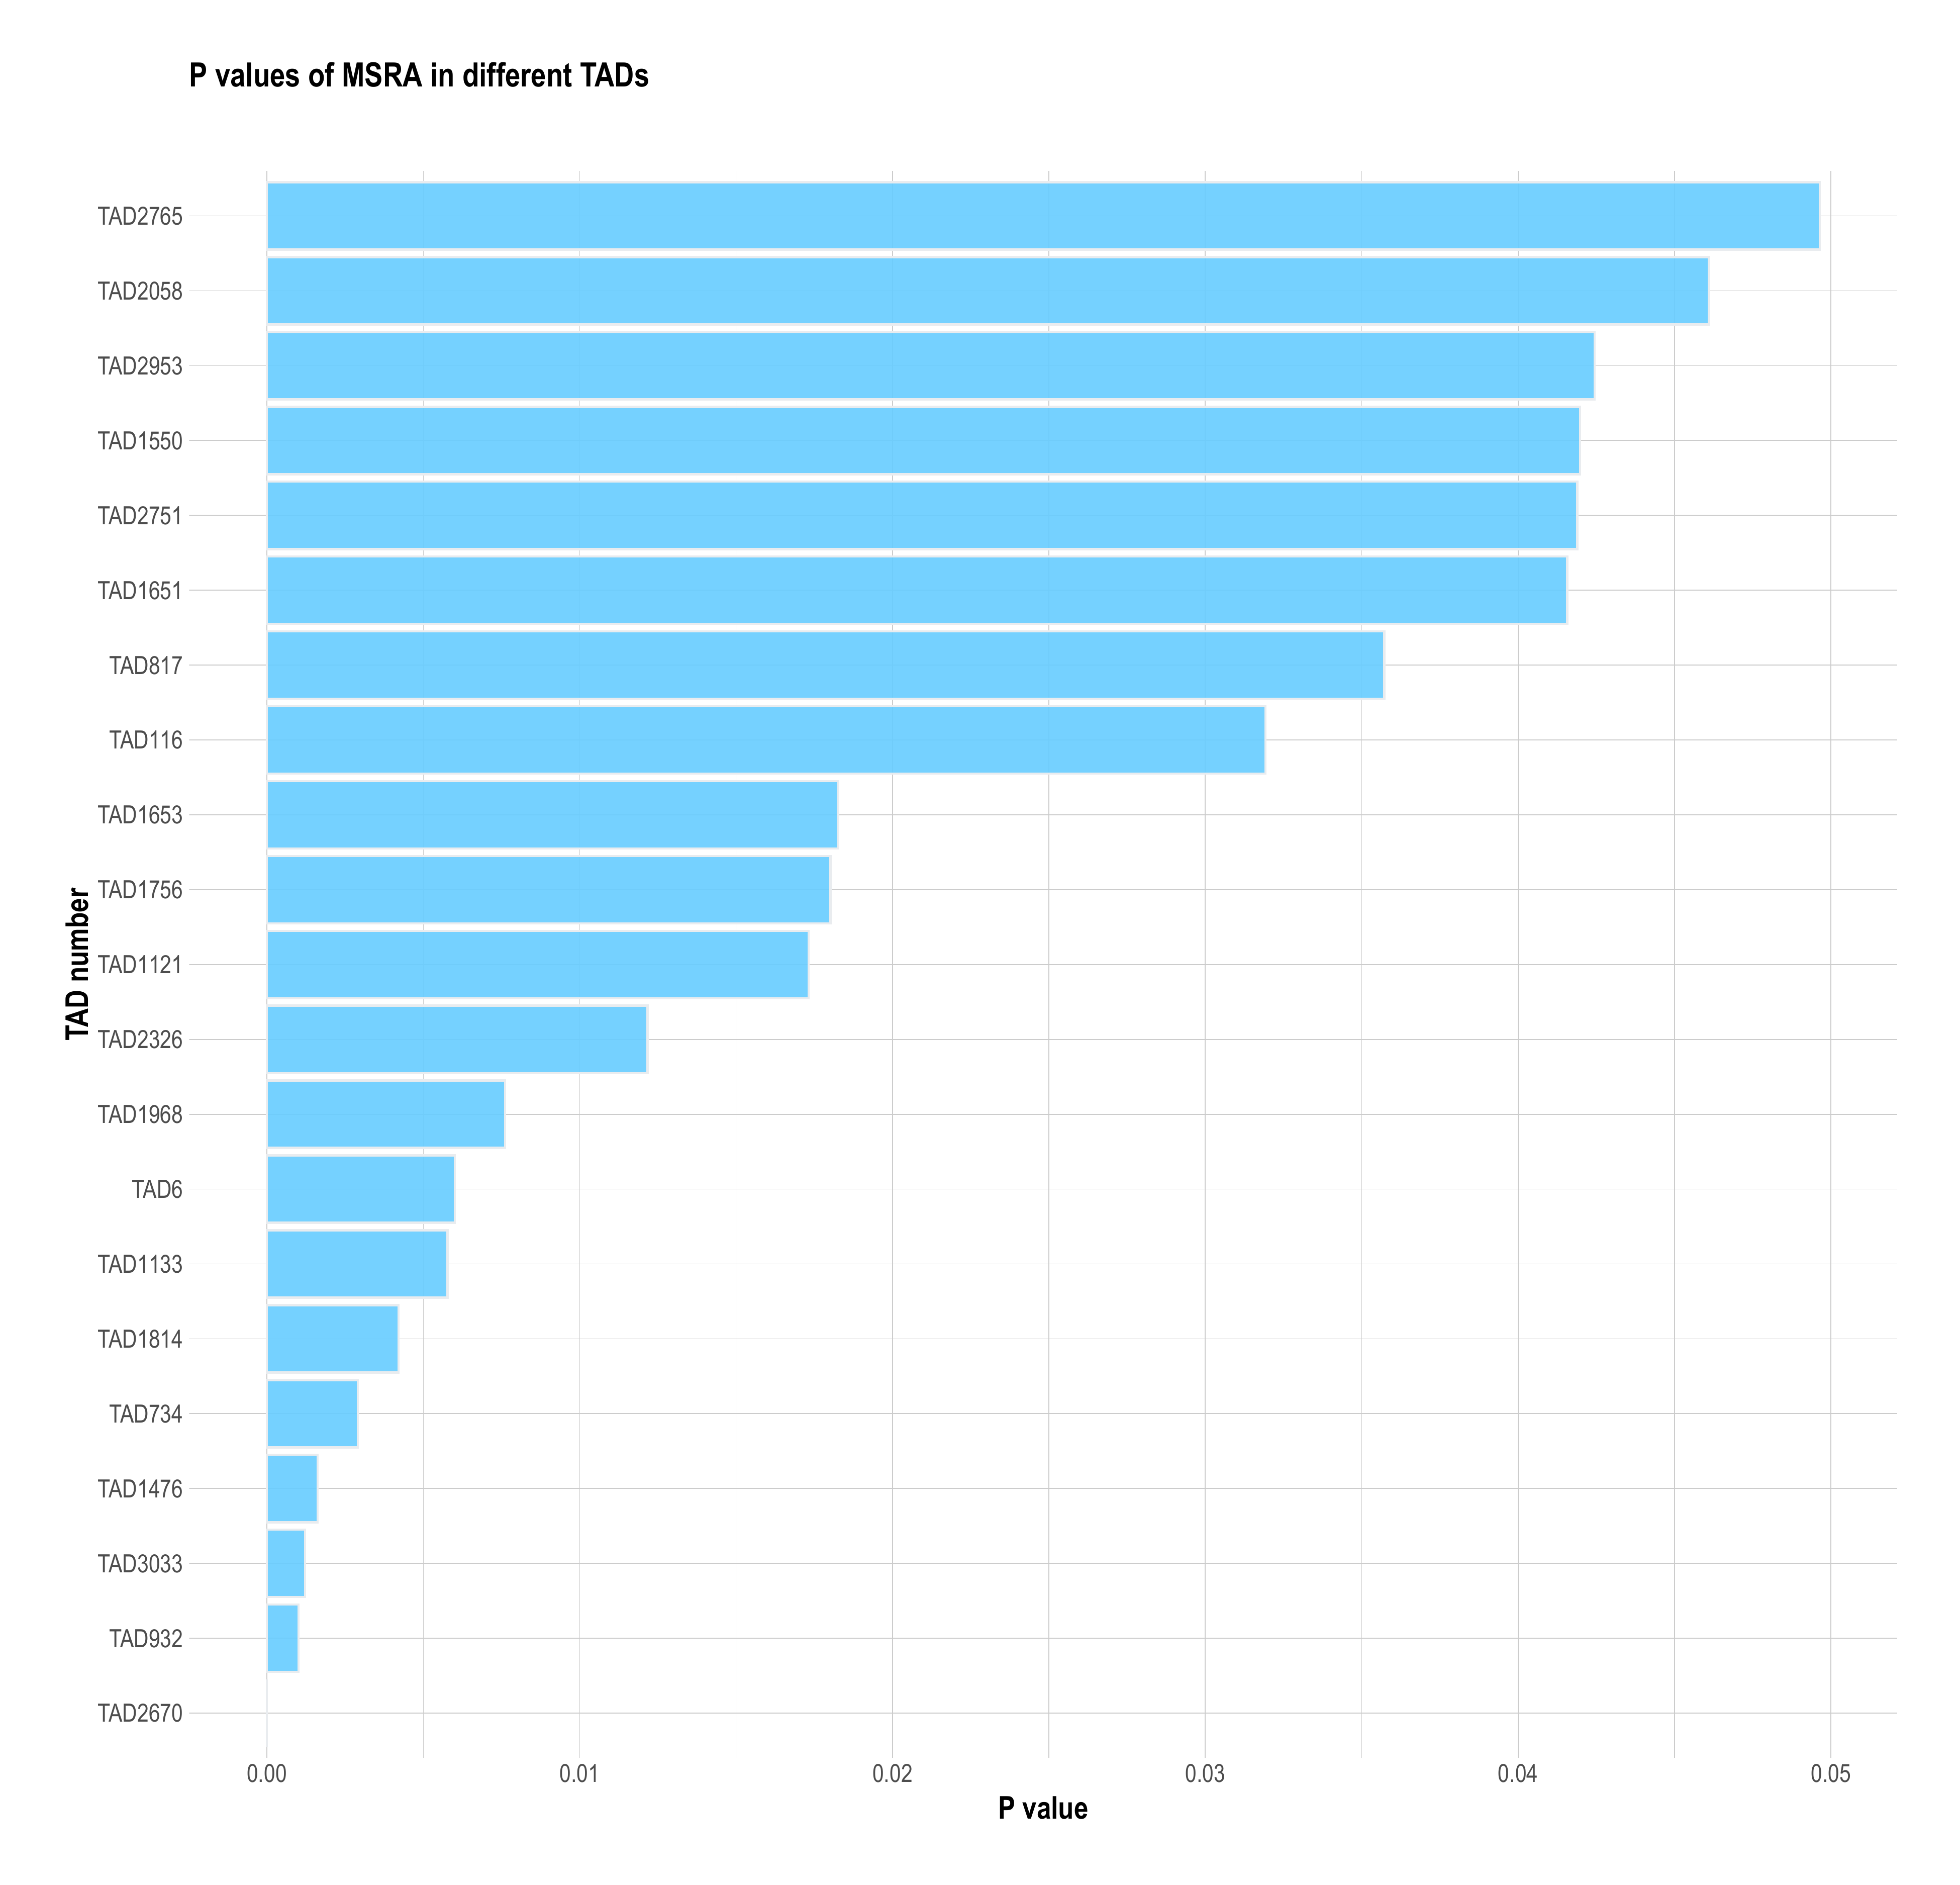 P values of MSRA in different TADs
TAD2765
TAD2058
TAD2953
TAD1550
TAD2751
TAD1651
TAD817
TAD116
TAD1653
TAD1756
TAD1121
TAD2326
TAD1968
TAD6
TAD1133
TAD1814
TAD734
TAD1476
TAD3033
TAD932
TAD2670
TAD number
0.00 0.01 0.02 0.03 0.04 0.05
P value